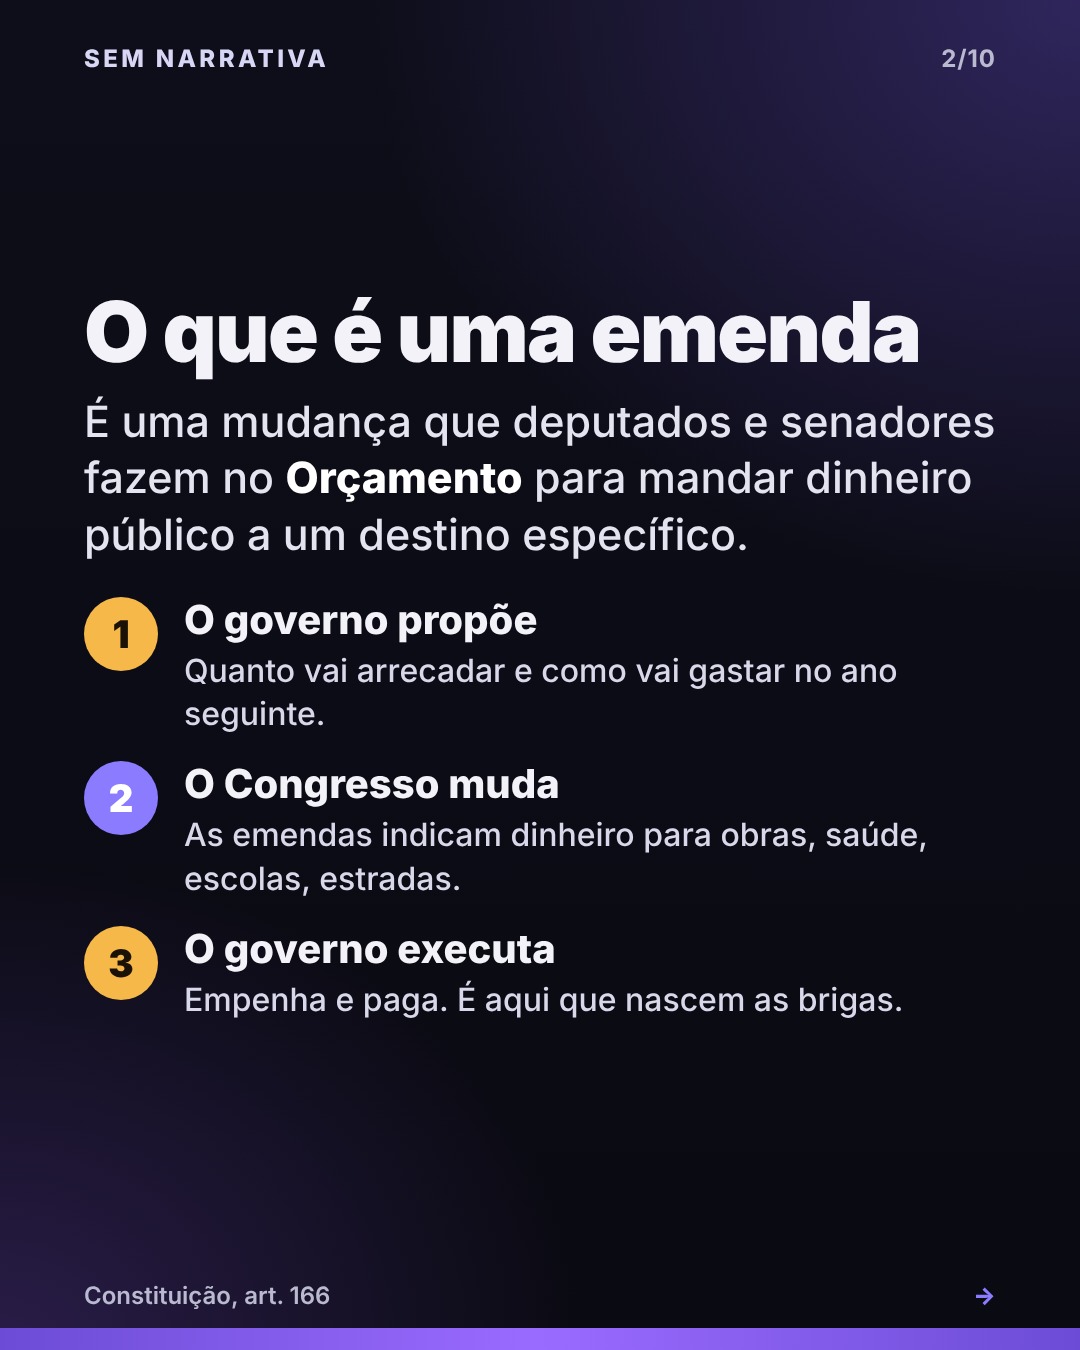 SEM NARRATIVA
2/10
O que é uma emenda
É uma mudança que deputados e senadores
fazem no Orçamento para mandar dinheiro
público a um destino específico.
1
O governo propõe
Quanto vai arrecadar e como vai gastar no ano
seguinte.
2
O Congresso muda
As emendas indicam dinheiro para obras, saúde,
escolas, estradas.
3
O governo executa
Empenha e paga. É aqui que nascem as brigas.
Constituição, art. 166
→